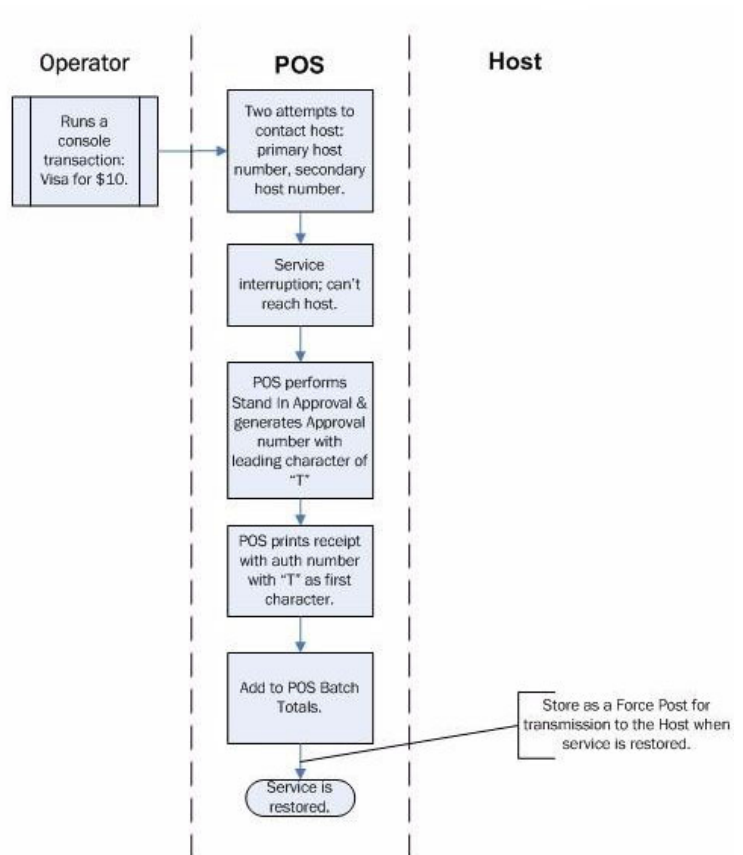 Operator
POS
Host
Runs a
console
transaction:
Visa for $10.
Two attempts to
contact host:
primary host
number, secondary
host number.
Service
interruption; can't
reach host.
POS performs
Stand In Approval &
generates Approval
number with
leading character of
"T"
POS prints receipt
with auth number
with "T" as first
character.
Add to POS Batch
Totals.
Store as a Force Post for
transmission to the Host when
service is restored.
Service is
restored.